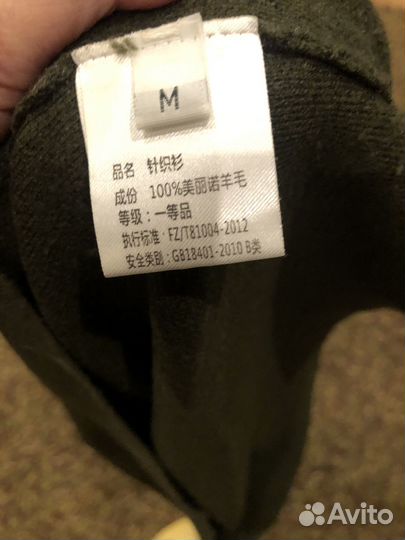 M
品名 针织衫
成份 100%美丽诺羊毛
等级：一等品
执行标准：FZ/T81004-2012
安全类别：GB18401-2010 B类
Avito